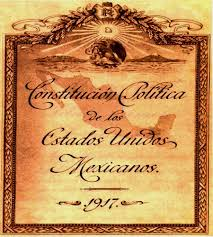 Constitución Política
de los
Estados Unidos
Mexicanos.
1917.